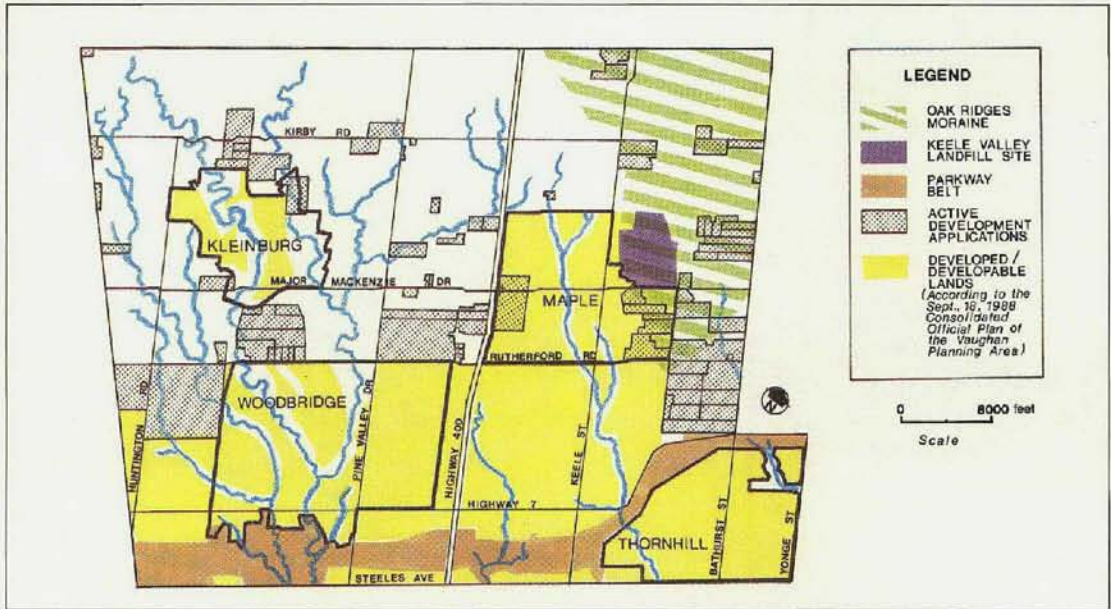 KIRBY RD
KLEINBURG
MAJOR MACKENZIE DR
MAPLE
RUTHERFORD RD
WOODBRIDGE
HUNTINGTON RD
PINE VALLEY DR
HIGHWAY 400
KEELE ST
HIGHWAY 7
THORNHILL
BATHURST ST
YONGE ST
STEELES AVE
LEGEND
OAK RIDGES
MORAINE
KEELE VALLEY
LANDFILL SITE
PARKWAY
BELT
ACTIVE
DEVELOPMENT
APPLICATIONS
DEVELOPED /
DEVELOPABLE
LANDS
(According to the
Sept., 18, 1988
Consolidated
Official Plan of
the Vaughan
Planning Area)
N
0 8000 feet
Scale